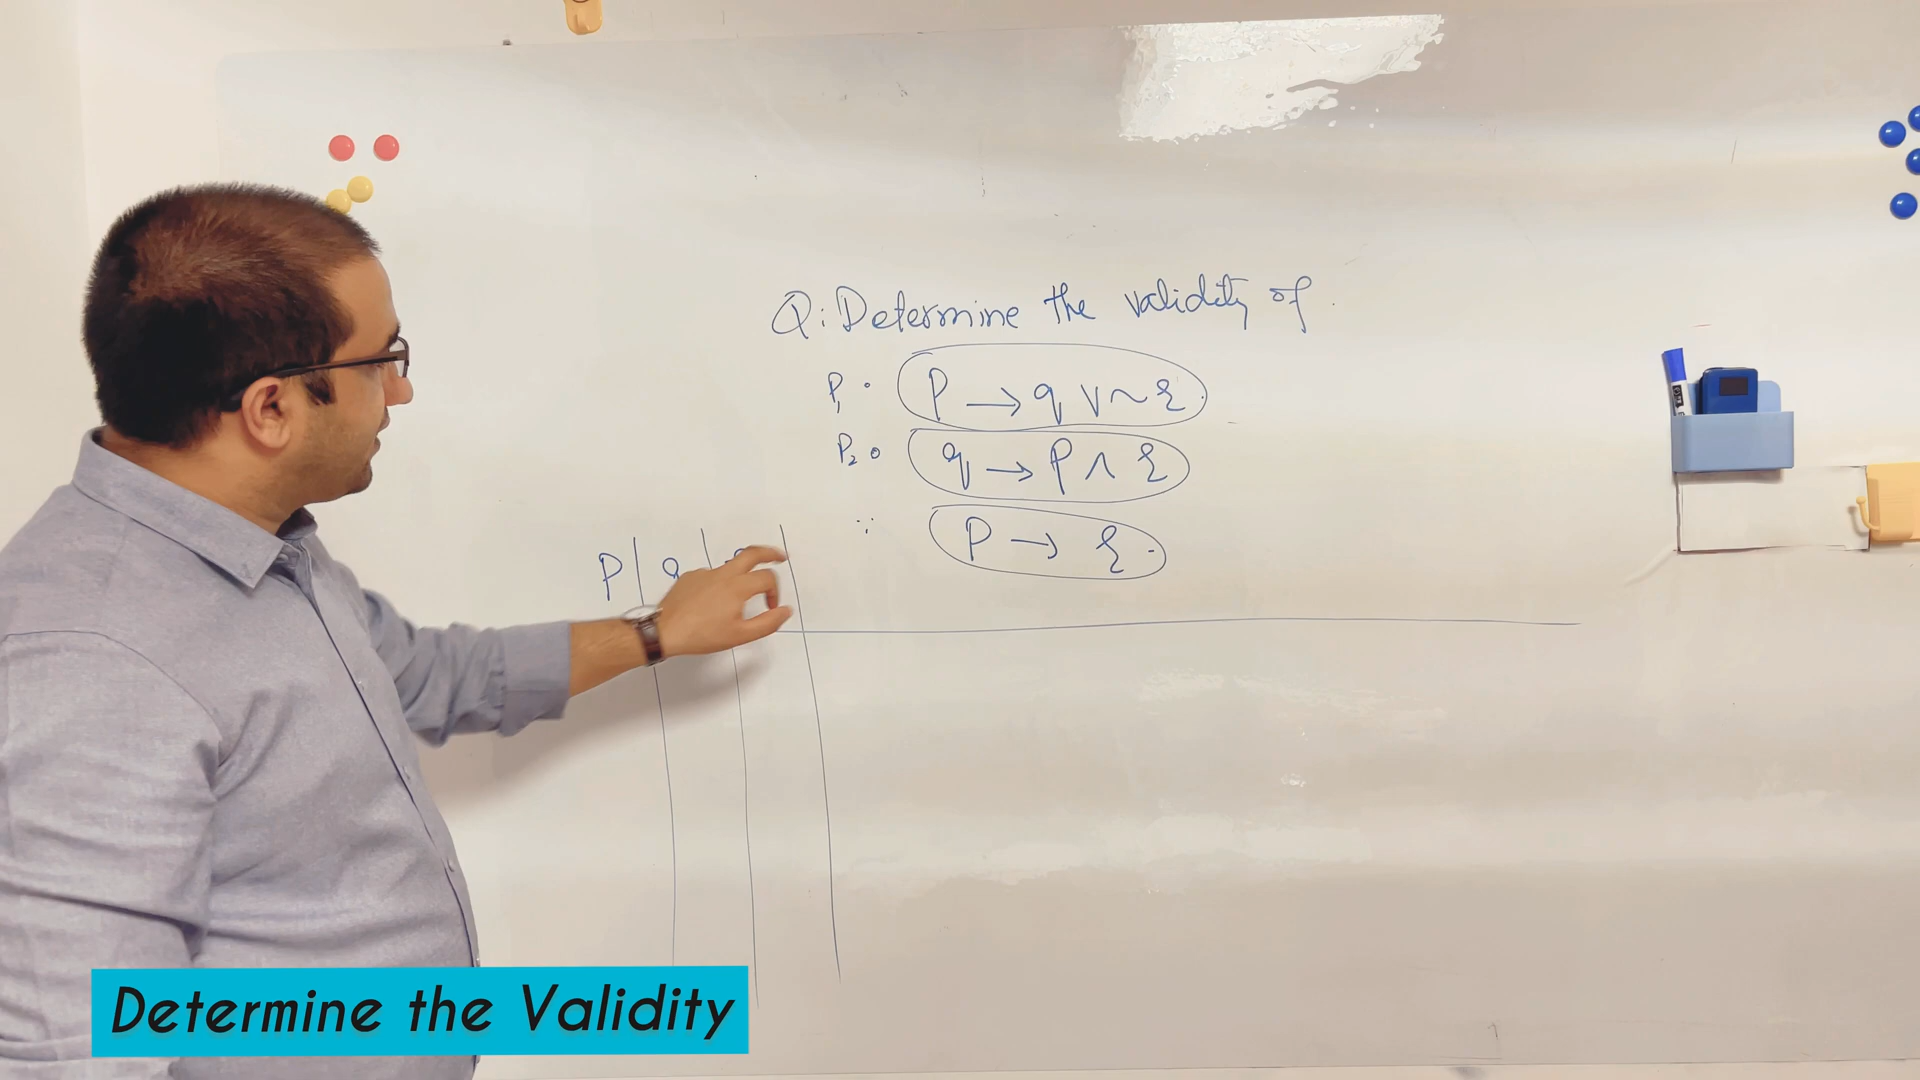 Q: Determine the validity of.
P₁ • P → q ∨ ~ r.
P₂ • q → P ∧ r
∵ P → r.
P q
Determine the Validity